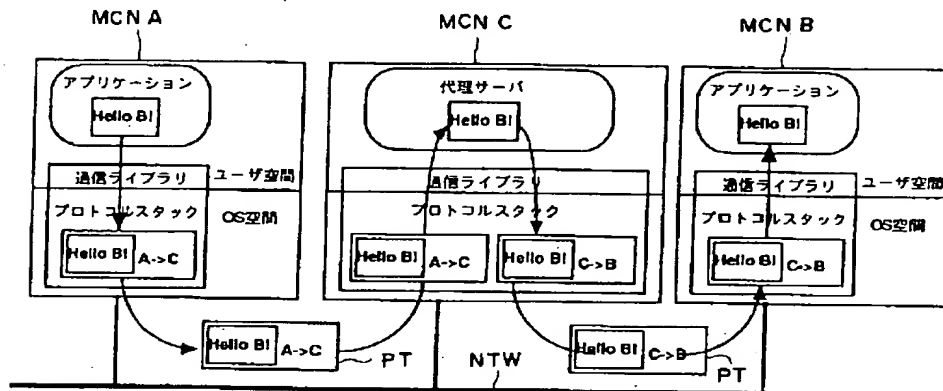 MCN A
MCN C
MCN B
アプリケーション
Hello B!
代理サーバ
Hello B!
アプリケーション
Hello B!
通信ライブラリ
ユーザ空間
通信ライブラリ
通信ライブラリ
ユーザ空間
プロトコルスタック
OS空間
プロトコルスタック
プロトコルスタック
OS空間
Hello B! A->C
Hello B! A->C
Hello B! C->B
Hello B! C->B
Hello B! A->C
PT
NTW
Hello B! C->B
PT